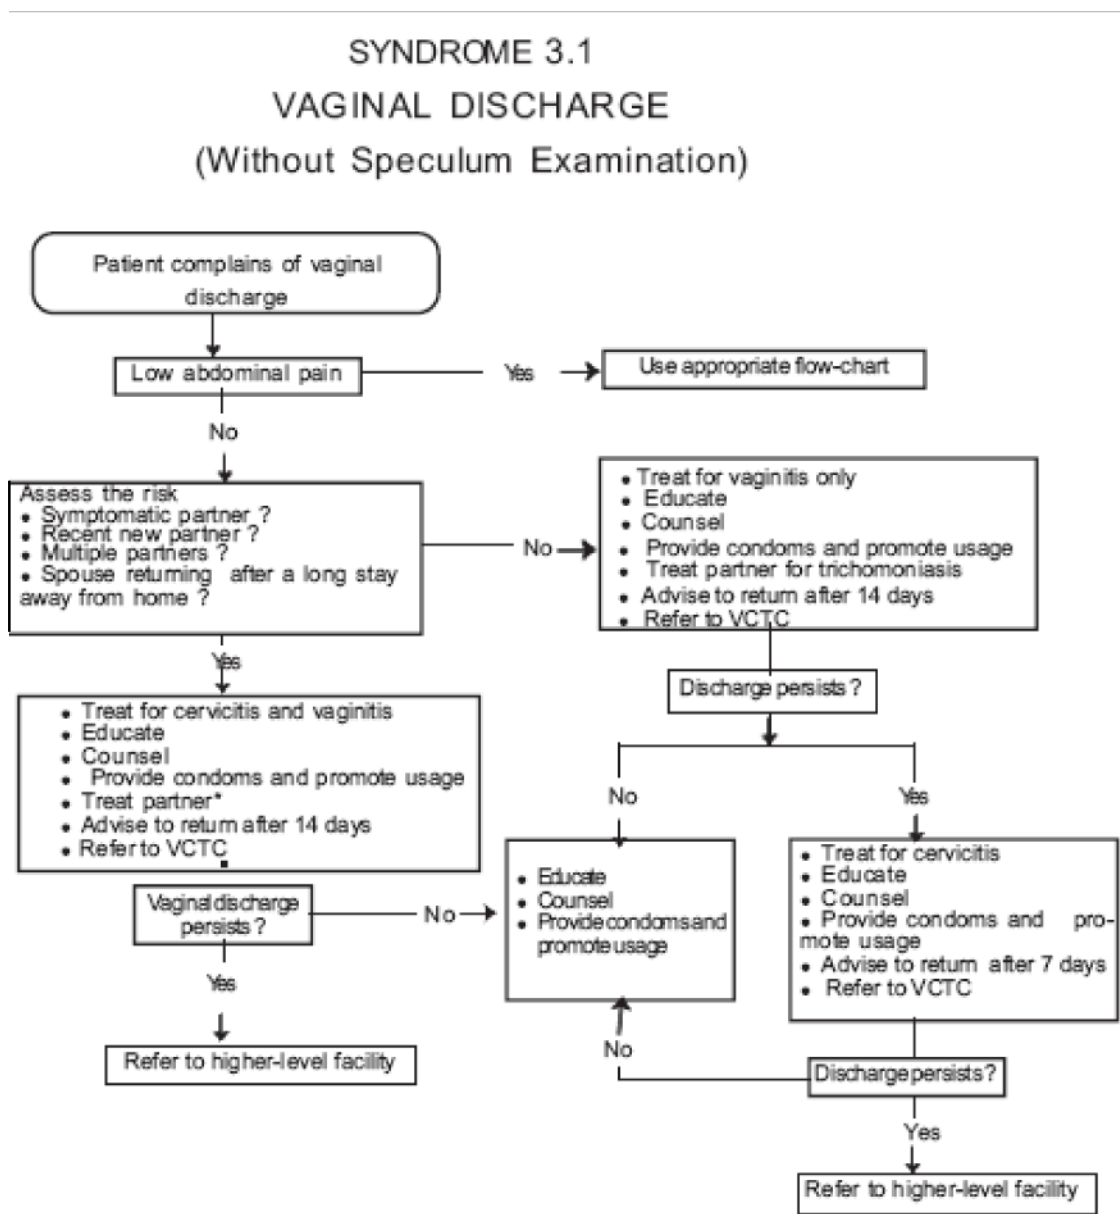 SYNDROME 3.1
VAGINAL DISCHARGE
(Without Speculum Examination)
Patient complains of vaginal
discharge
Low abdominal pain
Yes
Use appropriate flow-chart
No
Assess the risk
• Symptomatic partner ?
• Recent new partner ?
• Multiple partners ?
• Spouse returning after a long stay
away from home ?
No
• Treat for vaginitis only
• Educate
• Counsel
• Provide condoms and promote usage
• Treat partner for trichomoniasis
• Advise to return after 14 days
• Refer to VCTC
Yes
• Treat for cervicitis and vaginitis
• Educate
• Counsel
• Provide condoms and promote usage
• Treat partner*
• Advise to return after 14 days
• Refer to VCTC
Discharge persists ?
No
Yes
Vaginal discharge
persists ?
No
• Educate
• Counsel
• Provide condoms and
promote usage
• Treat for cervicitis
• Educate
• Counsel
• Provide condoms and pro-
mote usage
• Advise to return after 7 days
• Refer to VCTC
Yes
Refer to higher-level facility
No
Discharge persists ?
Yes
Refer to higher-level facility